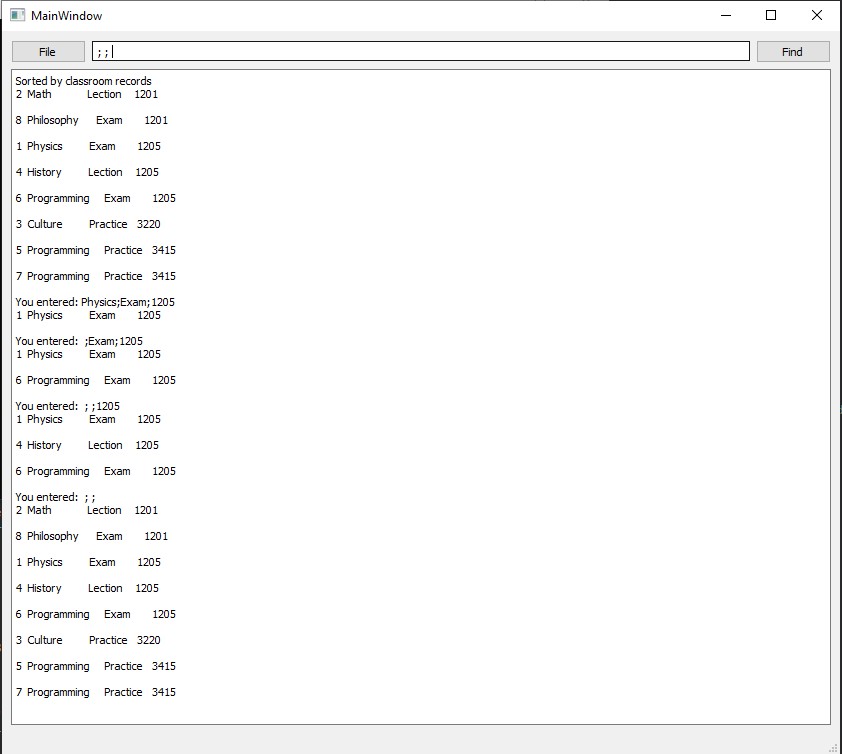 MainWindow
File ; ; Find
Sorted by classroom records
2 Math Lection 1201
8 Philosophy Exam 1201
1 Physics Exam 1205
4 History Lection 1205
6 Programming Exam 1205
3 Culture Practice 3220
5 Programming Practice 3415
7 Programming Practice 3415
You entered: Physics;Exam;1205
1 Physics Exam 1205
You entered: ;Exam;1205
1 Physics Exam 1205
6 Programming Exam 1205
You entered: ; ;1205
1 Physics Exam 1205
4 History Lection 1205
6 Programming Exam 1205
You entered: ; ;
2 Math Lection 1201
8 Philosophy Exam 1201
1 Physics Exam 1205
4 History Lection 1205
6 Programming Exam 1205
3 Culture Practice 3220
5 Programming Practice 3415
7 Programming Practice 3415